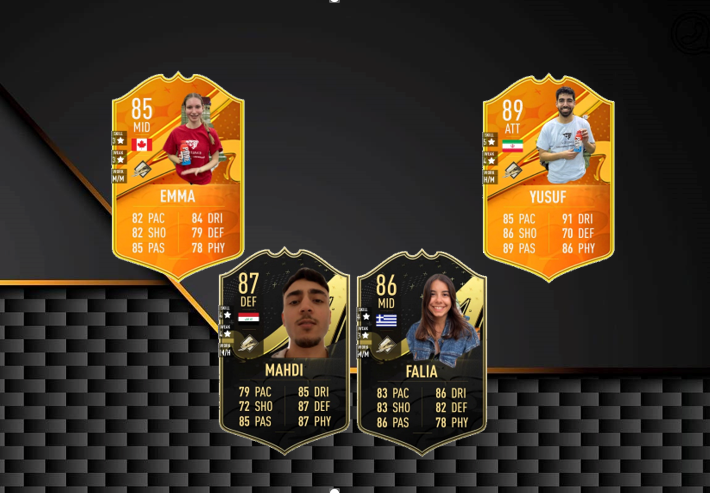 85
MID
EMMA
82 PAC 84 DRI
82 SHO 79 DEF
85 PAS 78 PHY
89
ATT
YUSUF
85 PAC 91 DRI
86 SHO 70 DEF
89 PAS 86 PHY
87
DEF
MAHDI
79 PAC 85 DRI
72 SHO 87 DEF
85 PAS 87 PHY
86
MID
FALIA
83 PAC 86 DRI
83 SHO 82 DEF
86 PAS 78 PHY